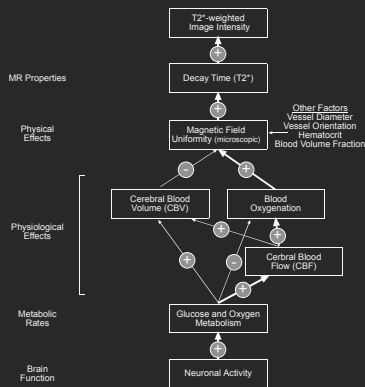 T2*-weighted
Image Intensity
+
MR Properties
Decay Time (T2*)
+
Other Factors
Vessel Diameter
Vessel Orientation
Hematocrit
Blood Volume Fraction
Physical
Effects
Magnetic Field
Uniformity (microscopic)
-
+
Cerebral Blood
Volume (CBV)
Blood
Oxygenation
Physiological
Effects
+
+
Cerbral Blood
Flow (CBF)
+
-
+
Metabolic
Rates
Glucose and Oxygen
Metabolism
+
Brain
Function
Neuronal Activity